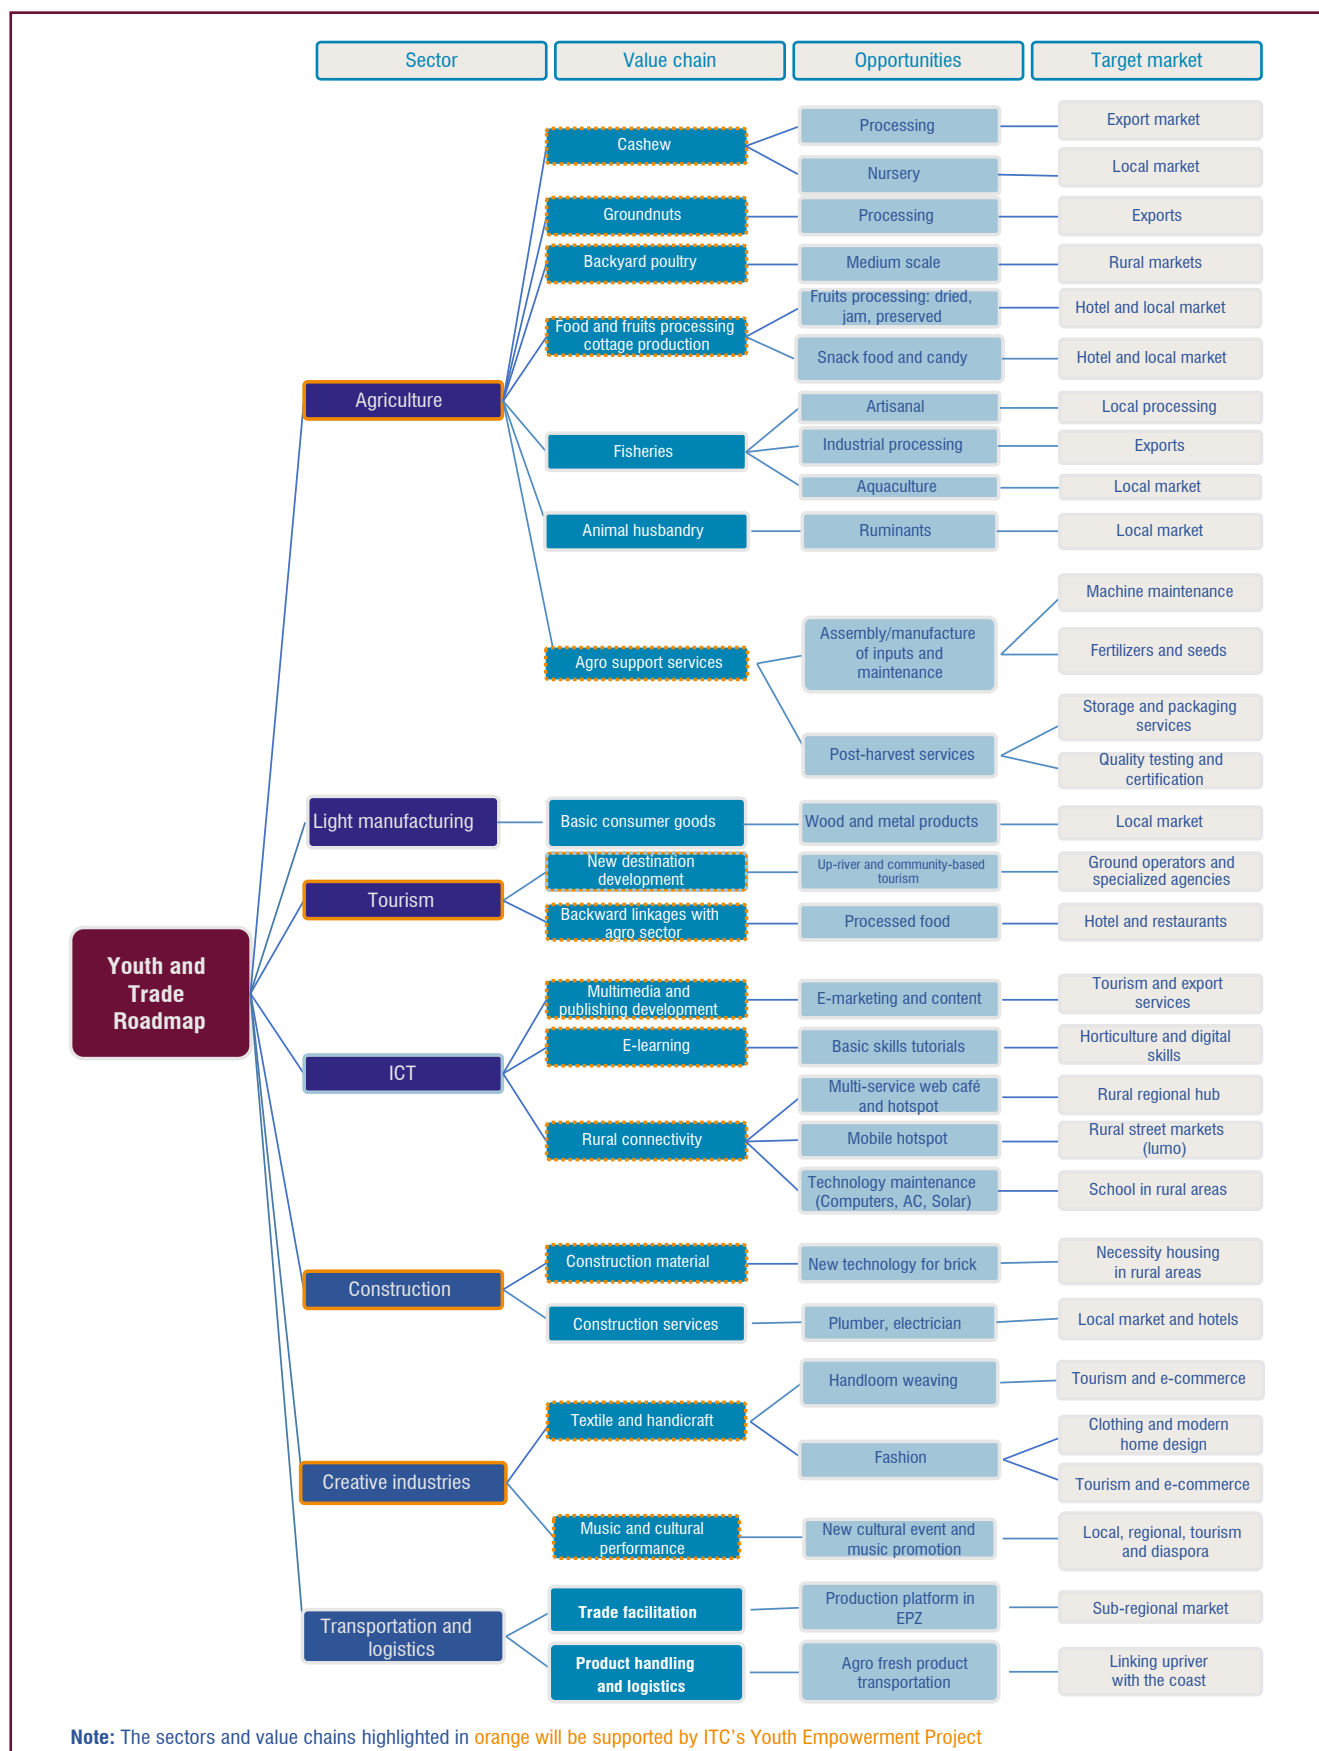 Sector
Value chain
Opportunities
Target market
Cashew
Processing
Export market
Nursery
Local market
Groundnuts
Processing
Exports
Backyard poultry
Medium scale
Rural markets
Food and fruits processing
cottage production
Fruits processing: dried,
jam, preserved
Hotel and local market
Snack food and candy
Hotel and local market
Agriculture
Fisheries
Artisanal
Local processing
Industrial processing
Exports
Aquaculture
Local market
Animal husbandry
Ruminants
Local market
Agro support services
Assembly/manufacture
of inputs and
maintenance
Machine maintenance
Fertilizers and seeds
Post-harvest services
Storage and packaging
services
Quality testing and
certification
Light manufacturing
Basic consumer goods
Wood and metal products
Local market
Tourism
New destination
development
Up-river and community-based
tourism
Ground operators and
specialized agencies
Backward linkages with
agro sector
Processed food
Hotel and restaurants
Youth and
Trade
Roadmap
ICT
Multimedia and
publishing development
E-marketing and content
Tourism and export
services
E-learning
Basic skills tutorials
Horticulture and digital
skills
Rural connectivity
Multi-service web café
and hotspot
Rural regional hub
Mobile hotspot
Rural street markets
(lumo)
Technology maintenance
(Computers, AC, Solar)
School in rural areas
Construction
Construction material
New technology for brick
Necessity housing
in rural areas
Construction services
Plumber, electrician
Local market and hotels
Creative industries
Textile and handicraft
Handloom weaving
Tourism and e-commerce
Fashion
Clothing and modern
home design
Tourism and e-commerce
Music and cultural
performance
New cultural event and
music promotion
Local, regional, tourism
and diaspora
Transportation and
logistics
Trade facilitation
Production platform in
EPZ
Sub-regional market
Product handling
and logistics
Agro fresh product
transportation
Linking upriver
with the coast
Note: The sectors and value chains highlighted in orange will be supported by ITC's Youth Empowerment Project